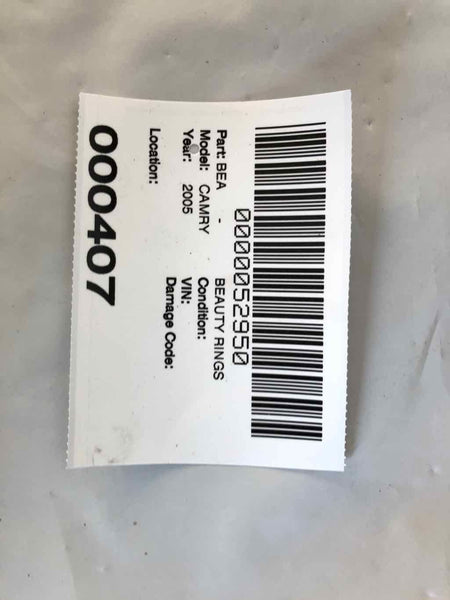 0000052950
Part: BEA - BEAUTY RINGS
Model: CAMRY Condition:
Year: 2005 VIN:
Damage Code:
Location:
000407